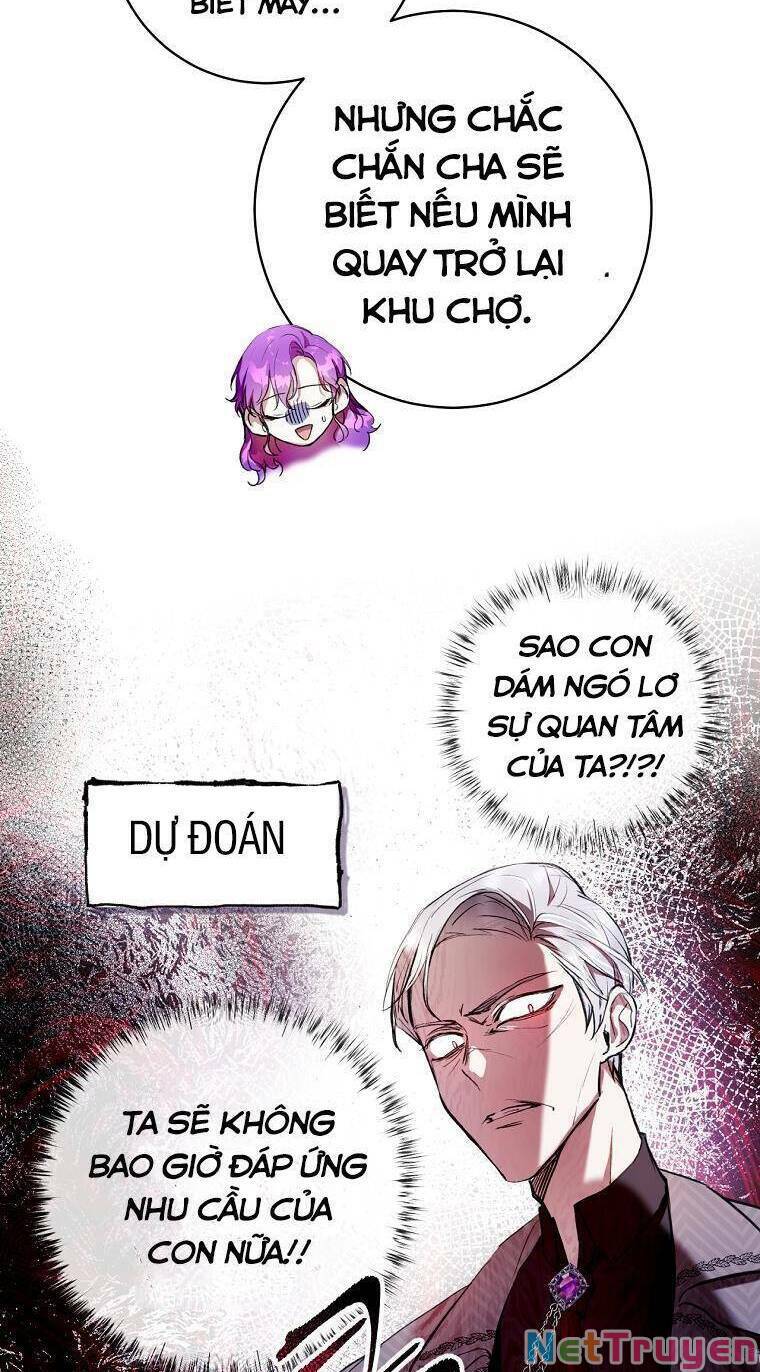 BIẾT MAY...
NHƯNG CHẮC
CHẮN CHA SẼ
BIẾT NẾU MÌNH
QUAY TRỞ LẠI
KHU CHỢ.
SAO CON
DÁM NGÓ LƠ
SỰ QUAN TÂM
CỦA TA?!?!
DỰ ĐOÁN
TA SẼ KHÔNG
BAO GIỜ ĐÁP ỨNG
NHU CẦU CỦA
CON NỮA!!
NetTruyen